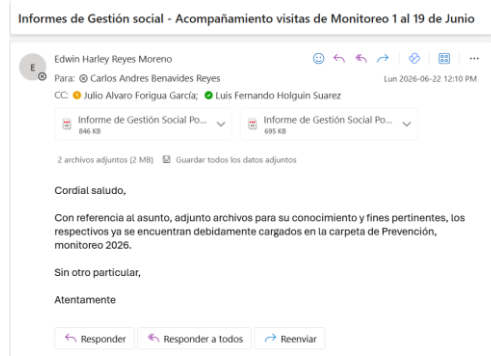 Informes de Gestión social - Acompañamiento visitas de Monitoreo 1 al 19 de Junio
E
Edwin Harley Reyes Moreno
Para: Carlos Andres Benavides Reyes
Lun 2026-06-22 12:10 PM
CC: Julio Alvaro Forigua García; Luis Fernando Holguin Suarez
Informe de Gestión Social Po...
846 KB
Informe de Gestión Social Po...
695 KB
2 archivos adjuntos (2 MB) Guardar todos los datos adjuntos
Cordial saludo,
Con referencia al asunto, adjunto archivos para su conocimiento y fines pertinentes, los
respectivos ya se encuentran debidamente cargados en la carpeta de Prevención,
monitoreo 2026.
Sin otro particular,
Atentamente
Responder
Responder a todos
Reenviar